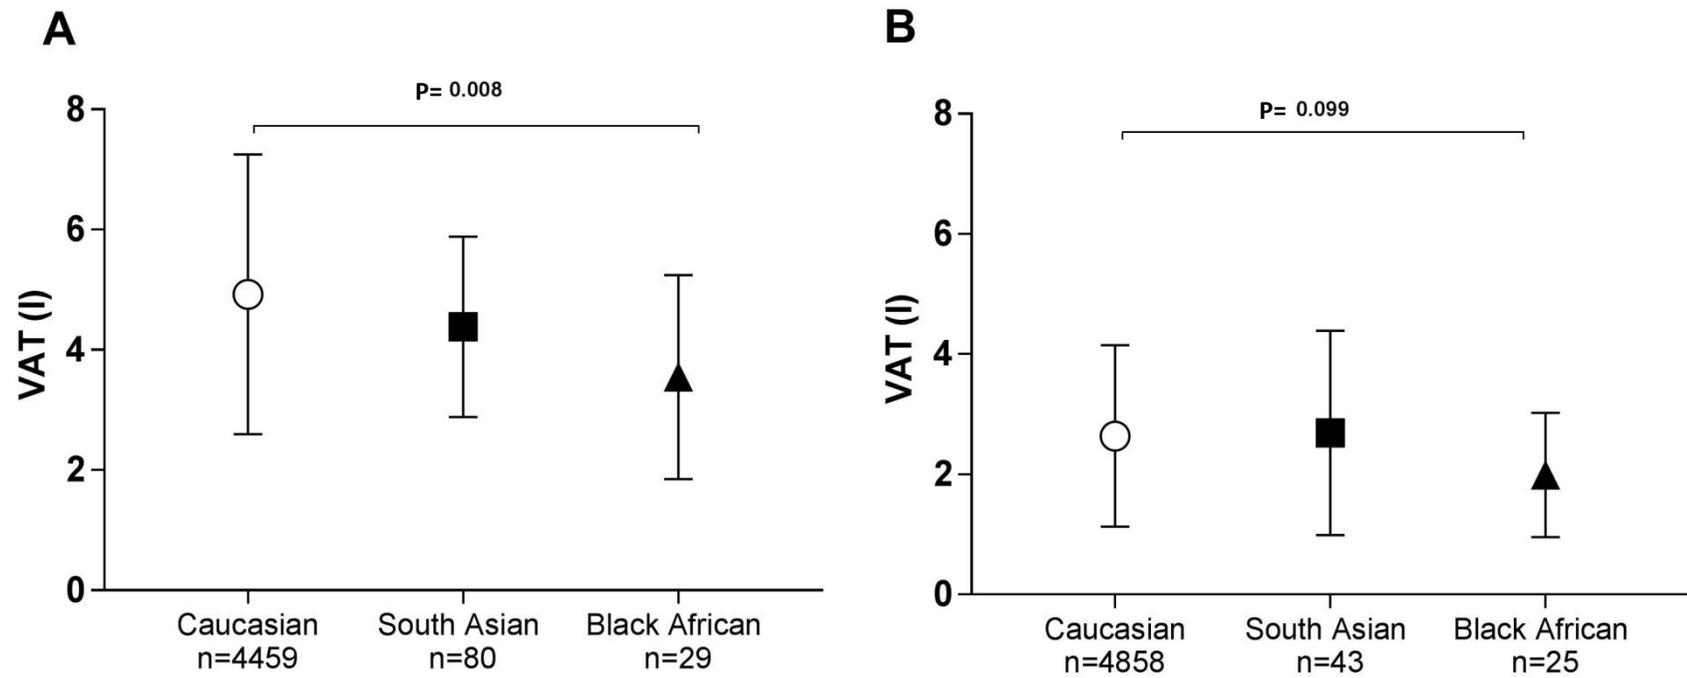 A
P= 0.008
8
6
4
2
0
VAT (l)
Caucasian
n=4459
South Asian
n=80
Black African
n=29
B
P= 0.099
8
6
4
2
0
VAT (l)
Caucasian
n=4858
South Asian
n=43
Black African
n=25